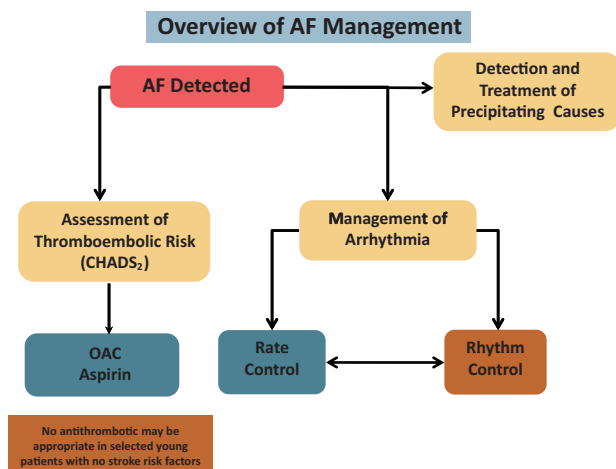 Overview of AF Management
AF Detected
Detection and
Treatment of
Precipitating Causes
Assessment of
Thromboembolic Risk
(CHADS₂)
Management of
Arrhythmia
OAC
Aspirin
Rate
Control
Rhythm
Control
No antithrombotic may be
appropriate in selected young
patients with no stroke risk factors